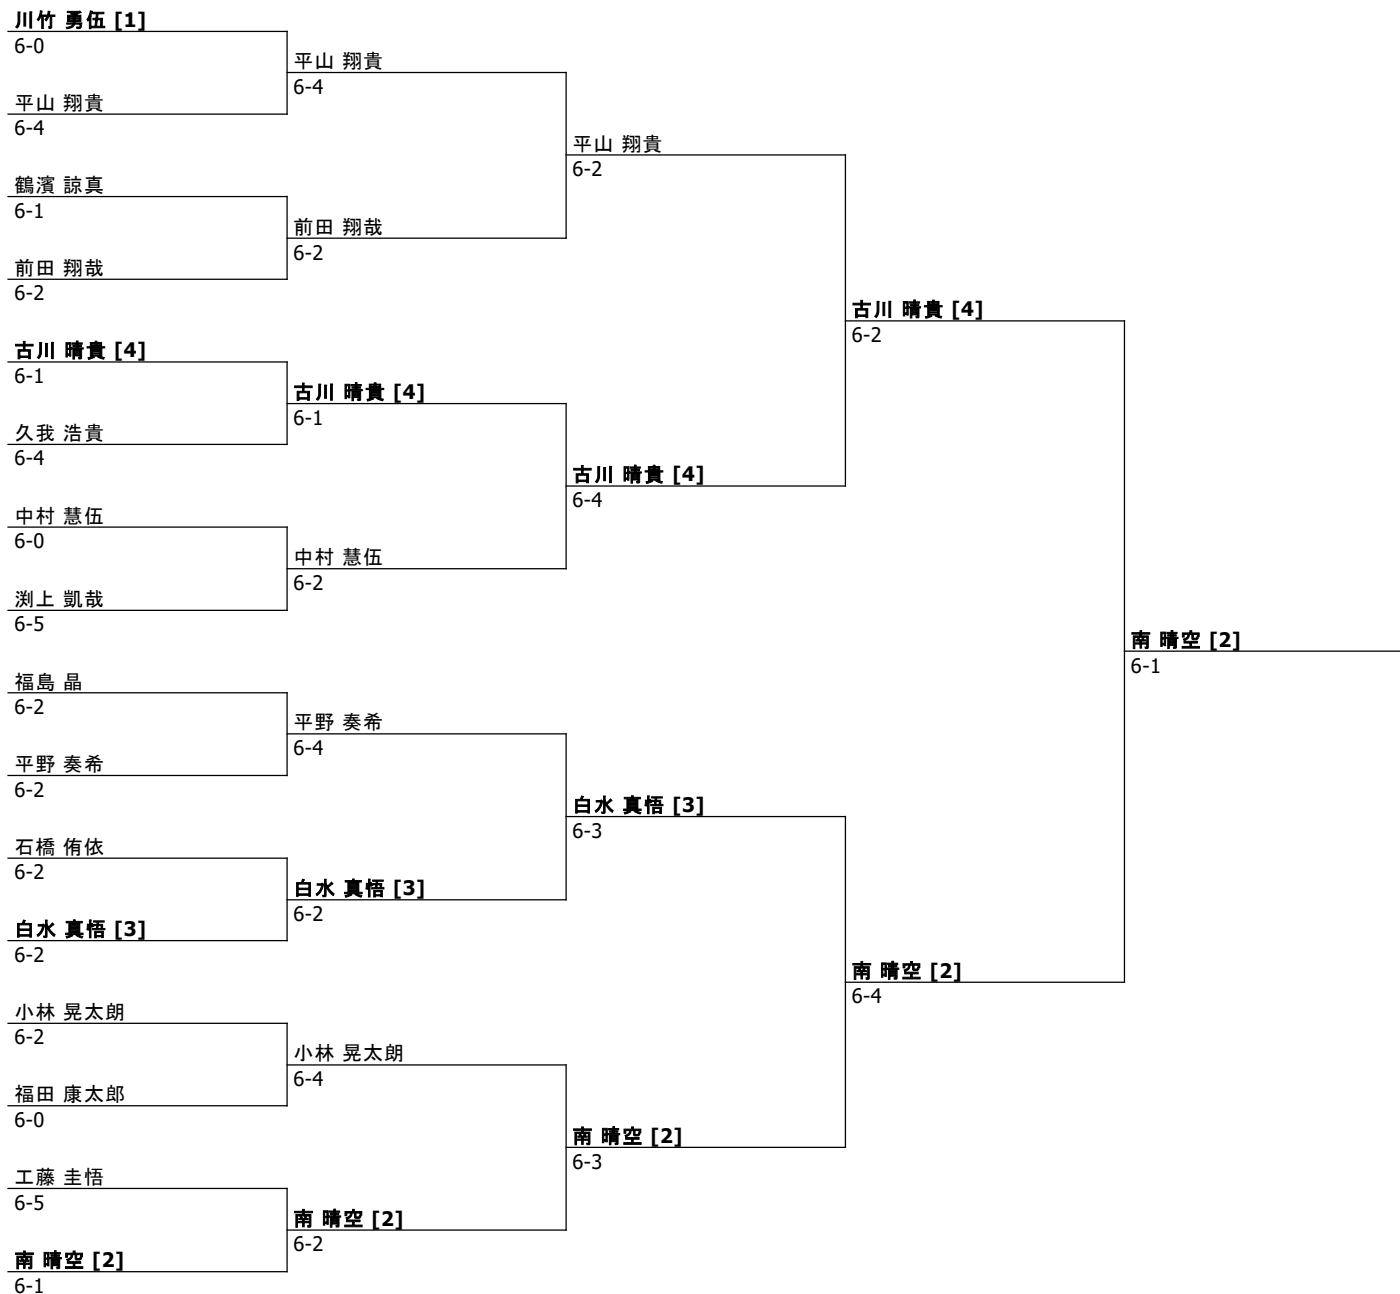 川竹 勇伍 [1]
6-0
平山 翔貴
6-4
鶴濱 諒真
6-1
前田 翔哉
6-2
古川 晴貴 [4]
6-1
久我 浩貴
6-4
中村 慧伍
6-0
渕上 凱哉
6-5
福島 晶
6-2
平野 奏希
6-2
石橋 侑依
6-2
白水 真悟 [3]
6-2
小林 晃太朗
6-2
福田 康太郎
6-0
工藤 圭悟
6-5
南 晴空 [2]
6-1
平山 翔貴
6-4
前田 翔哉
6-2
古川 晴貴 [4]
6-1
中村 慧伍
6-2
平野 奏希
6-4
白水 真悟 [3]
6-2
小林 晃太朗
6-4
南 晴空 [2]
6-2
平山 翔貴
6-2
古川 晴貴 [4]
6-4
白水 真悟 [3]
6-3
南 晴空 [2]
6-3
古川 晴貴 [4]
6-2
南 晴空 [2]
6-4
南 晴空 [2]
6-1